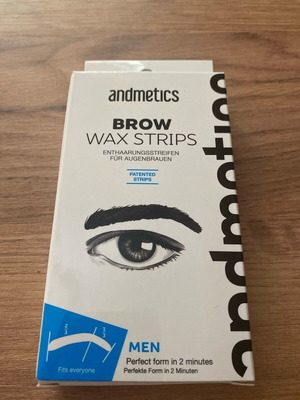 andmetics
BROW
WAX STRIPS
ENTHAARUNGSSTREIFEN
FÜR AUGENBRAUEN
PATENTED
STRIPS
andmetics
MEN
Perfect form in 2 minutes
Perfekte Form in 2 Minuten
Fits everyone